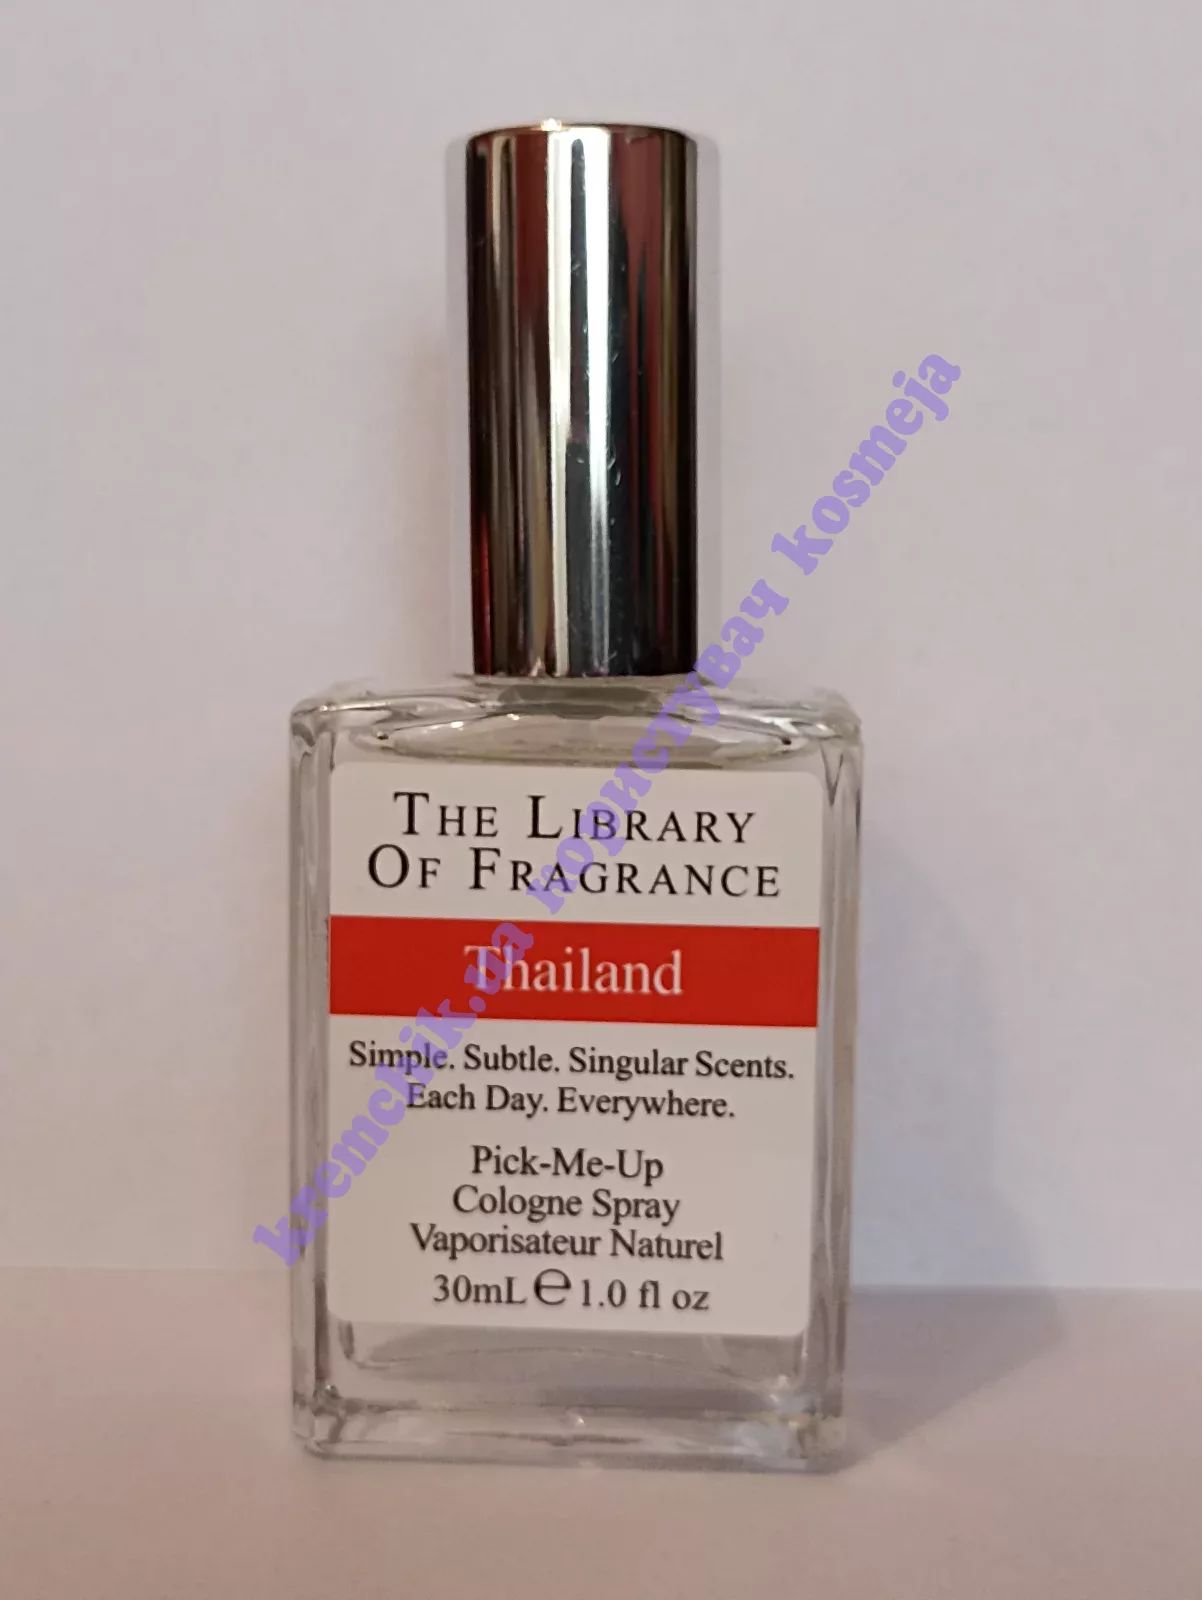 THE LIBRARY
OF FRAGRANCE
Thailand
Simple. Subtle. Singular Scents.
Each Day. Everywhere.
Pick-Me-Up
Cologne Spray
Vaporisateur Naturel
30mL ℮ 1.0 fl oz
kremchik.ua користувач kosmeja